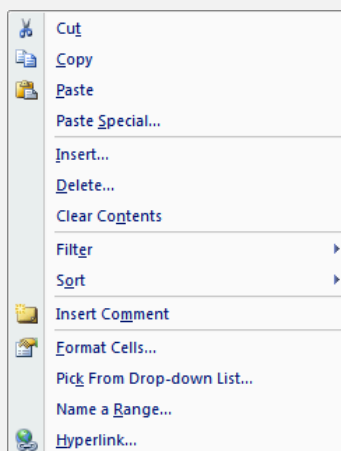 Cut
Copy
Paste
Paste Special...
Insert...
Delete...
Clear Contents
Filter
Sort
Insert Comment
Format Cells...
Pick From Drop-down List...
Name a Range...
Hyperlink...